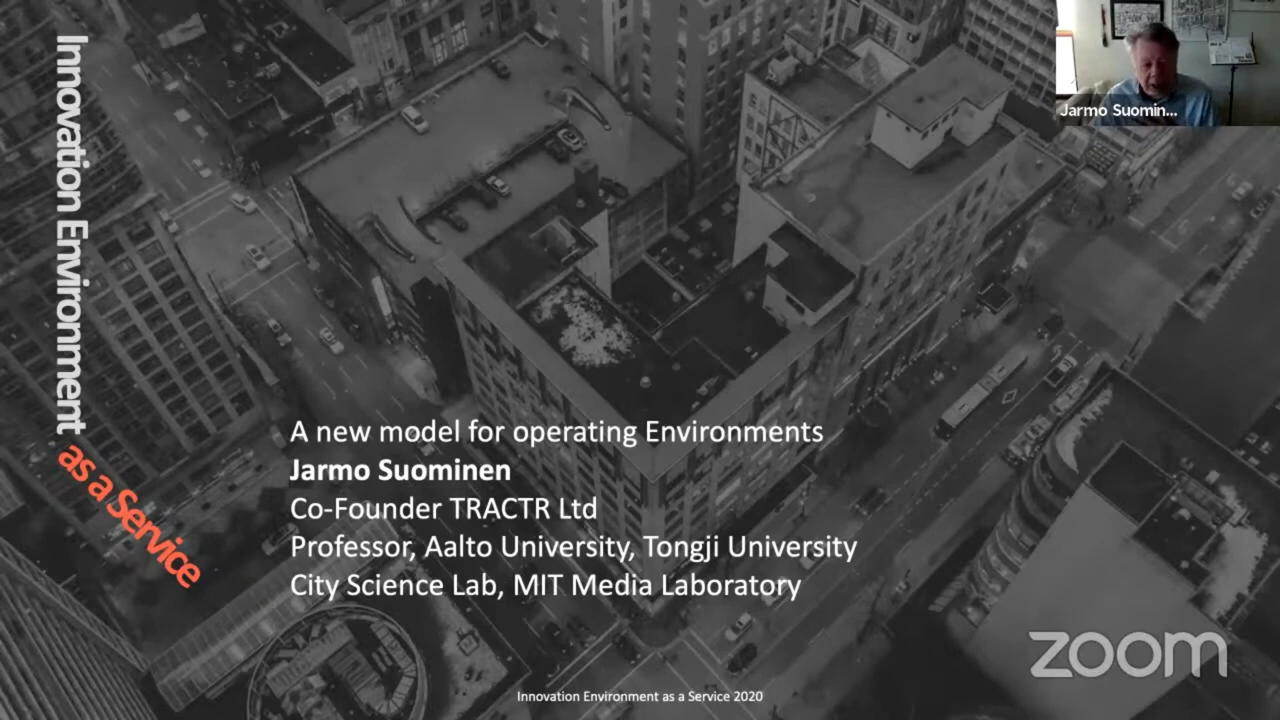 Innovation Environment
as a Service
Jarmo Suomin...
A new model for operating Environments
Jarmo Suominen
Co-Founder TRACTR Ltd
Professor, Aalto University, Tongji University
City Science Lab, MIT Media Laboratory
zoom
Innovation Environment as a Service 2020